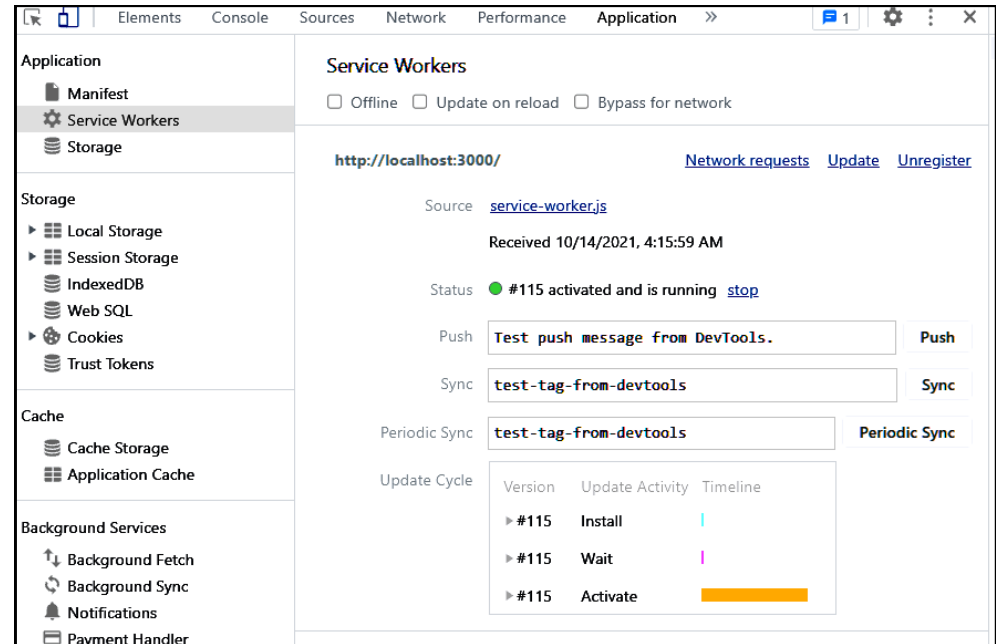 Elements Console Sources Network Performance Application » 1
Application
Manifest
Service Workers
Storage
Storage
Local Storage
Session Storage
IndexedDB
Web SQL
Cookies
Trust Tokens
Cache
Cache Storage
Application Cache
Background Services
Background Fetch
Background Sync
Notifications
Payment Handler
Service Workers
Offline Update on reload Bypass for network
http://localhost:3000/ Network requests Update Unregister
Source service-worker.js
Received 10/14/2021, 4:15:59 AM
Status #115 activated and is running stop
Push Test push message from DevTools. Push
Sync test-tag-from-devtools Sync
Periodic Sync test-tag-from-devtools Periodic Sync
Update Cycle Version Update Activity Timeline
#115 Install
#115 Wait
#115 Activate